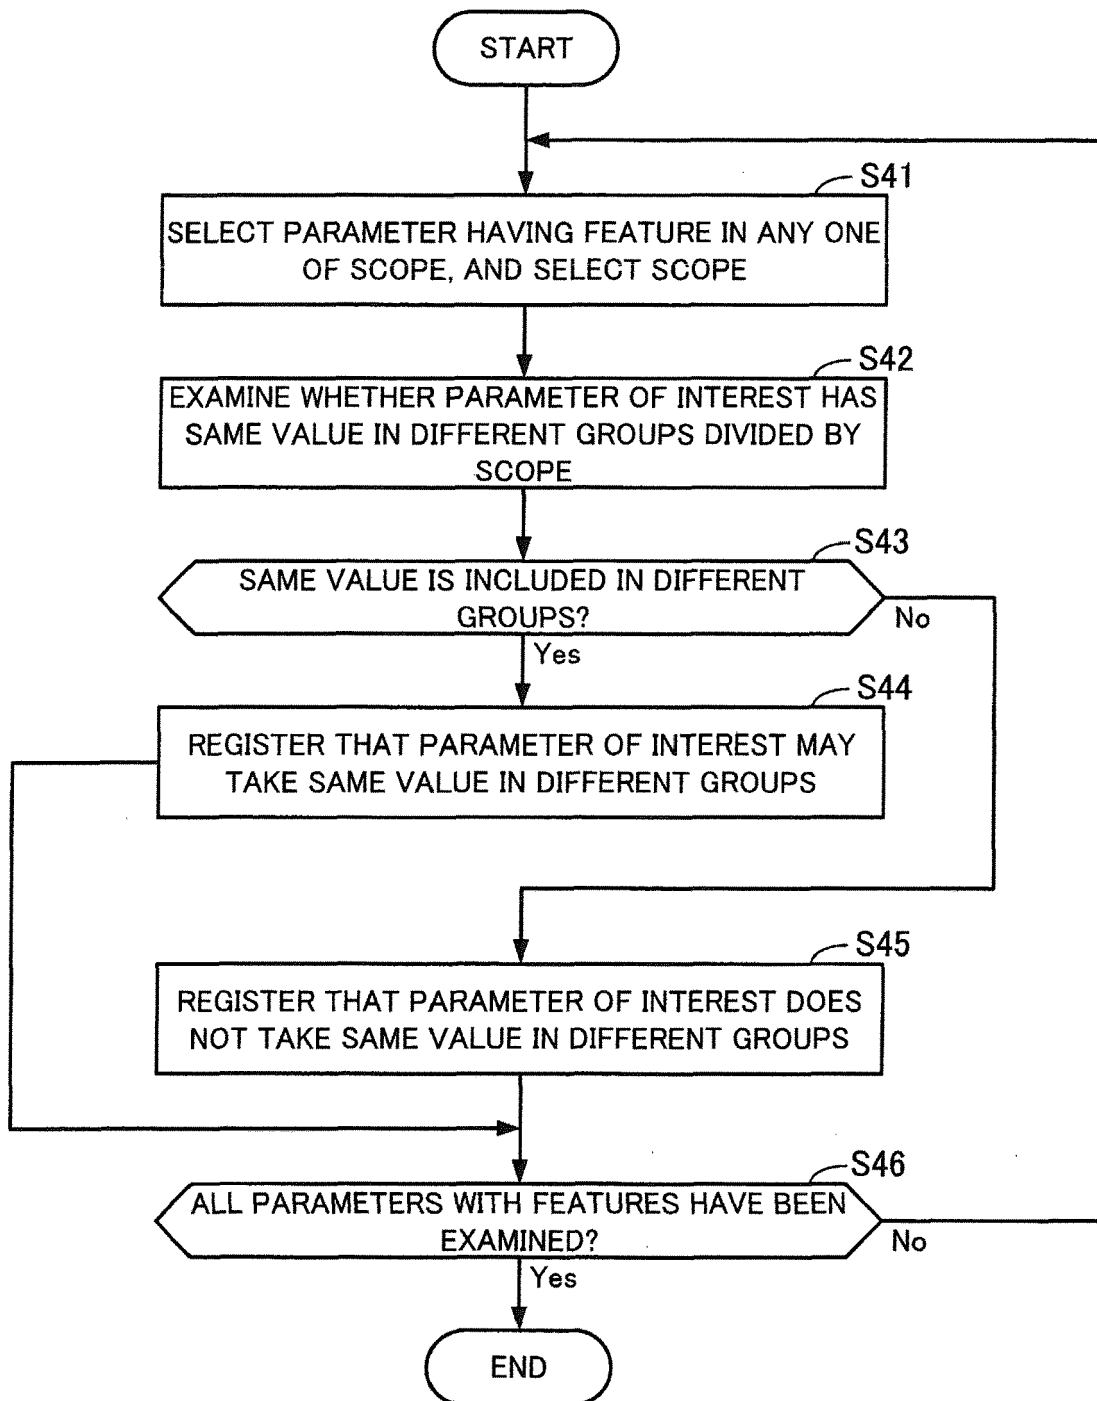 START
S41
SELECT PARAMETER HAVING FEATURE IN ANY ONE
OF SCOPE, AND SELECT SCOPE
S42
EXAMINE WHETHER PARAMETER OF INTEREST HAS
SAME VALUE IN DIFFERENT GROUPS DIVIDED BY
SCOPE
S43
SAME VALUE IS INCLUDED IN DIFFERENT
GROUPS?
No
Yes
S44
REGISTER THAT PARAMETER OF INTEREST MAY
TAKE SAME VALUE IN DIFFERENT GROUPS
S45
REGISTER THAT PARAMETER OF INTEREST DOES
NOT TAKE SAME VALUE IN DIFFERENT GROUPS
S46
ALL PARAMETERS WITH FEATURES HAVE BEEN
EXAMINED?
No
Yes
END